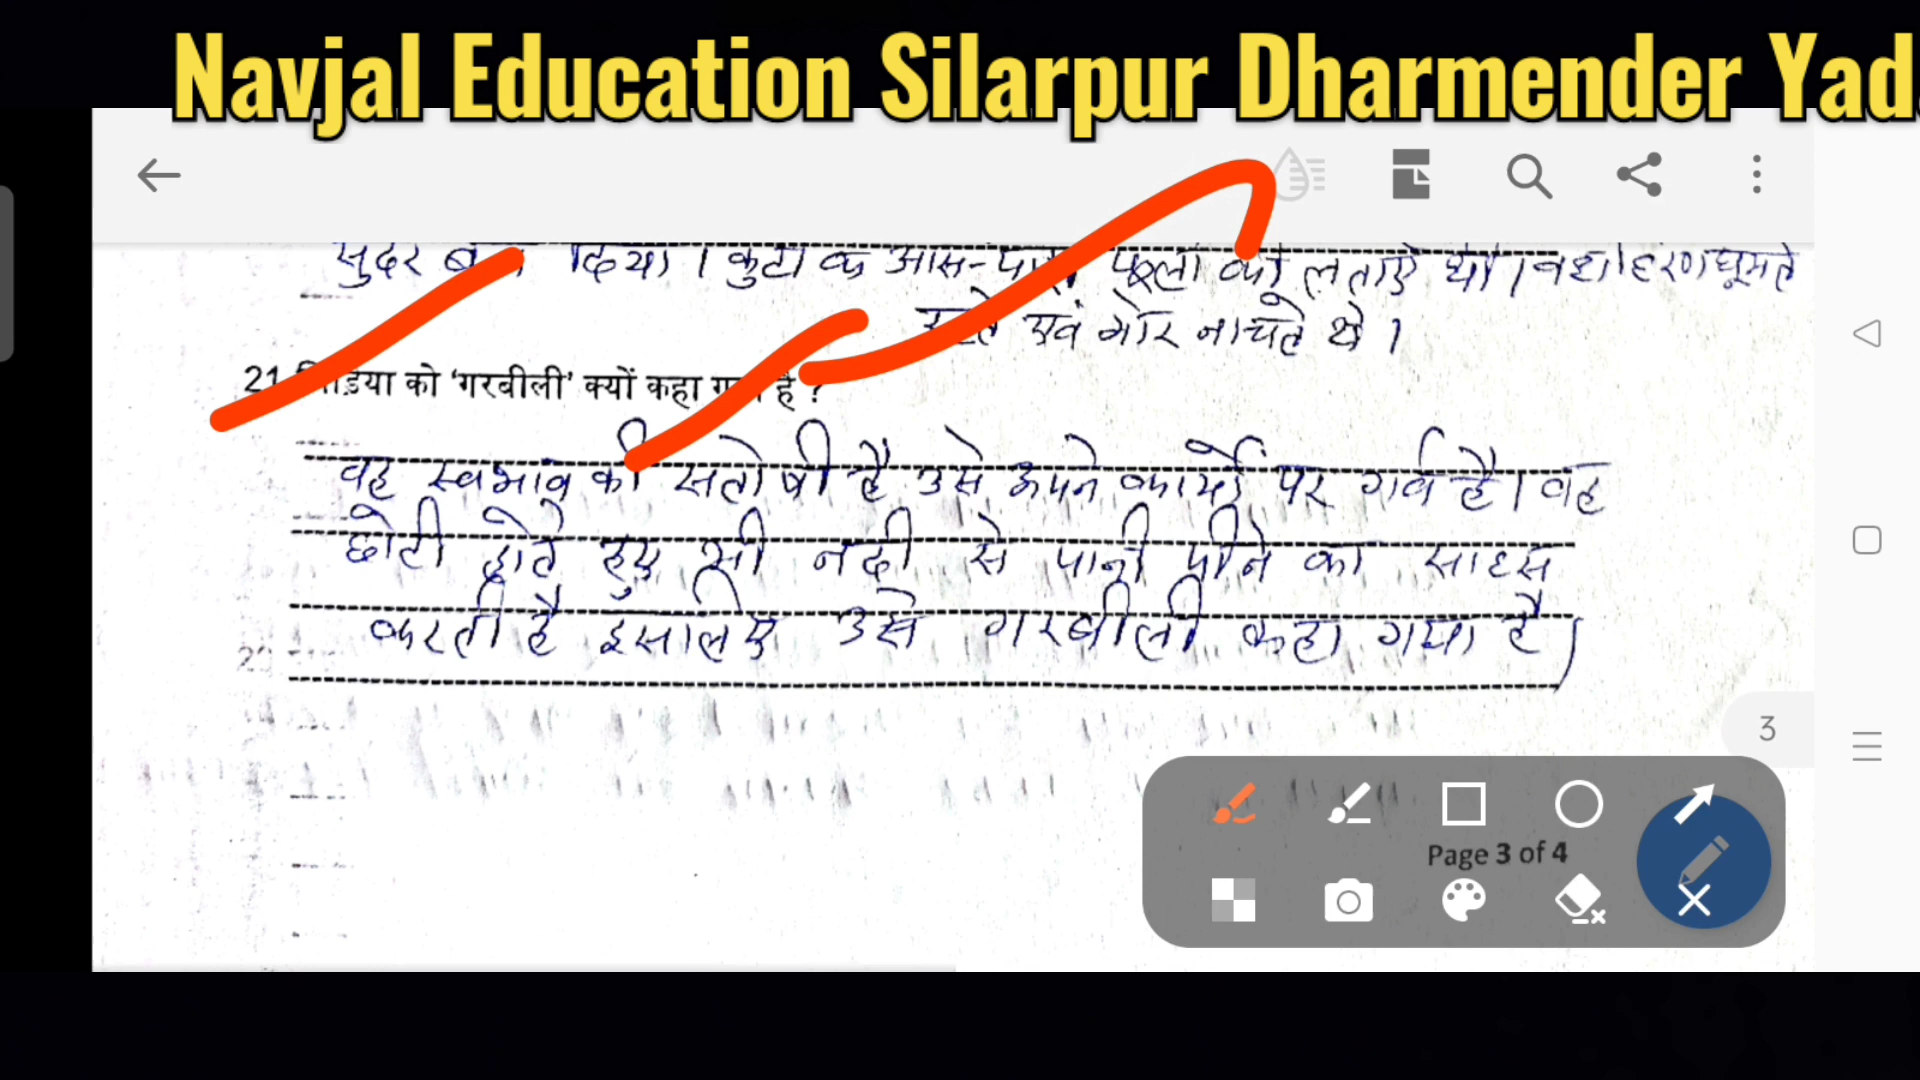 Navjal Education Silarpur Dharmender Yad
सुंदर दिया । कुटी के आस-पास फूलों की लताएं थी । वहां हिरण घूमते
रहते एवं मोर नाचते थे ।
21 चिड़िया को ‘गरबीली’ क्यों कहा गया है ?
वह स्वभाव की संतोषी है उसे अपने कार्यों पर गर्व है । वह
छोटी होते हुए भी नदी से पानी पीने का साहस
करती है इसलिए उसे गरबीली कहा गया है ।
3
Page 3 of 4